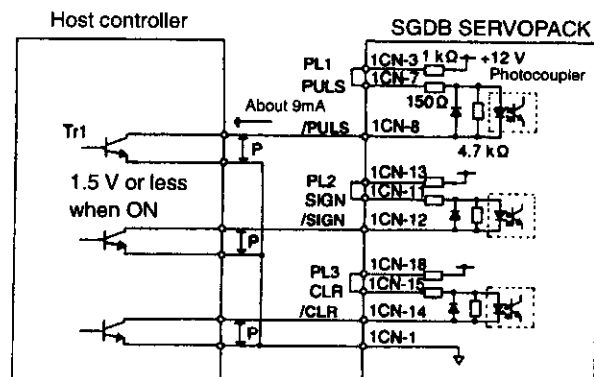 Host controller
SGDB SERVOPACK
PL1
1CN-3
1 kΩ
+12 V
PULS
1CN-7
Photocoupler
150Ω
About 9mA
Tr1
P
/PULS
1CN-8
4.7 kΩ
1.5 V or less
when ON
PL2
1CN-13
SIGN
1CN-11
P
/SIGN
1CN-12
PL3
1CN-18
CLR
1CN-15
/CLR
1CN-14
P
1CN-1